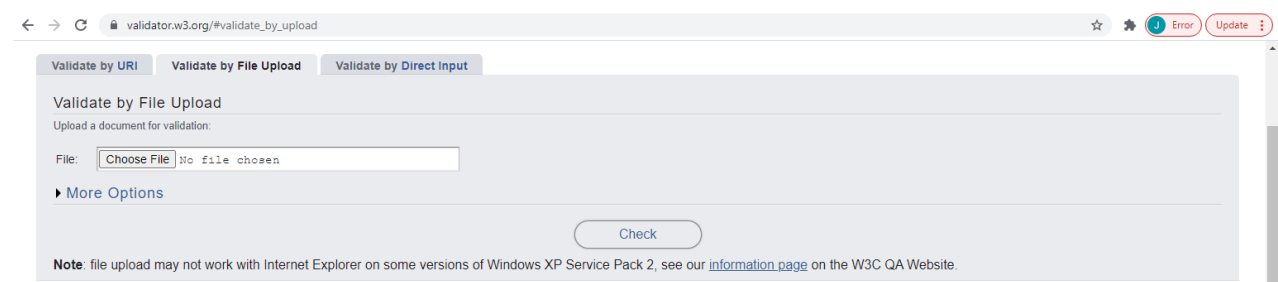 validator.w3.org/#validate_by_upload J Error Update
Validate by URI Validate by File Upload Validate by Direct Input
Validate by File Upload
Upload a document for validation:
File: Choose File No file chosen
More Options
Check
Note: file upload may not work with Internet Explorer on some versions of Windows XP Service Pack 2, see our information page on the W3C QA Website.